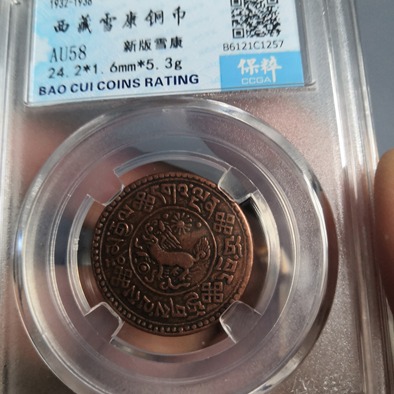 1932-1938
西藏雪康銅币
AU58 新版雪康
24.2*1.6mm*5.3g
BAO CUI COINS RATING
B6121C1257
保粹
CCGA